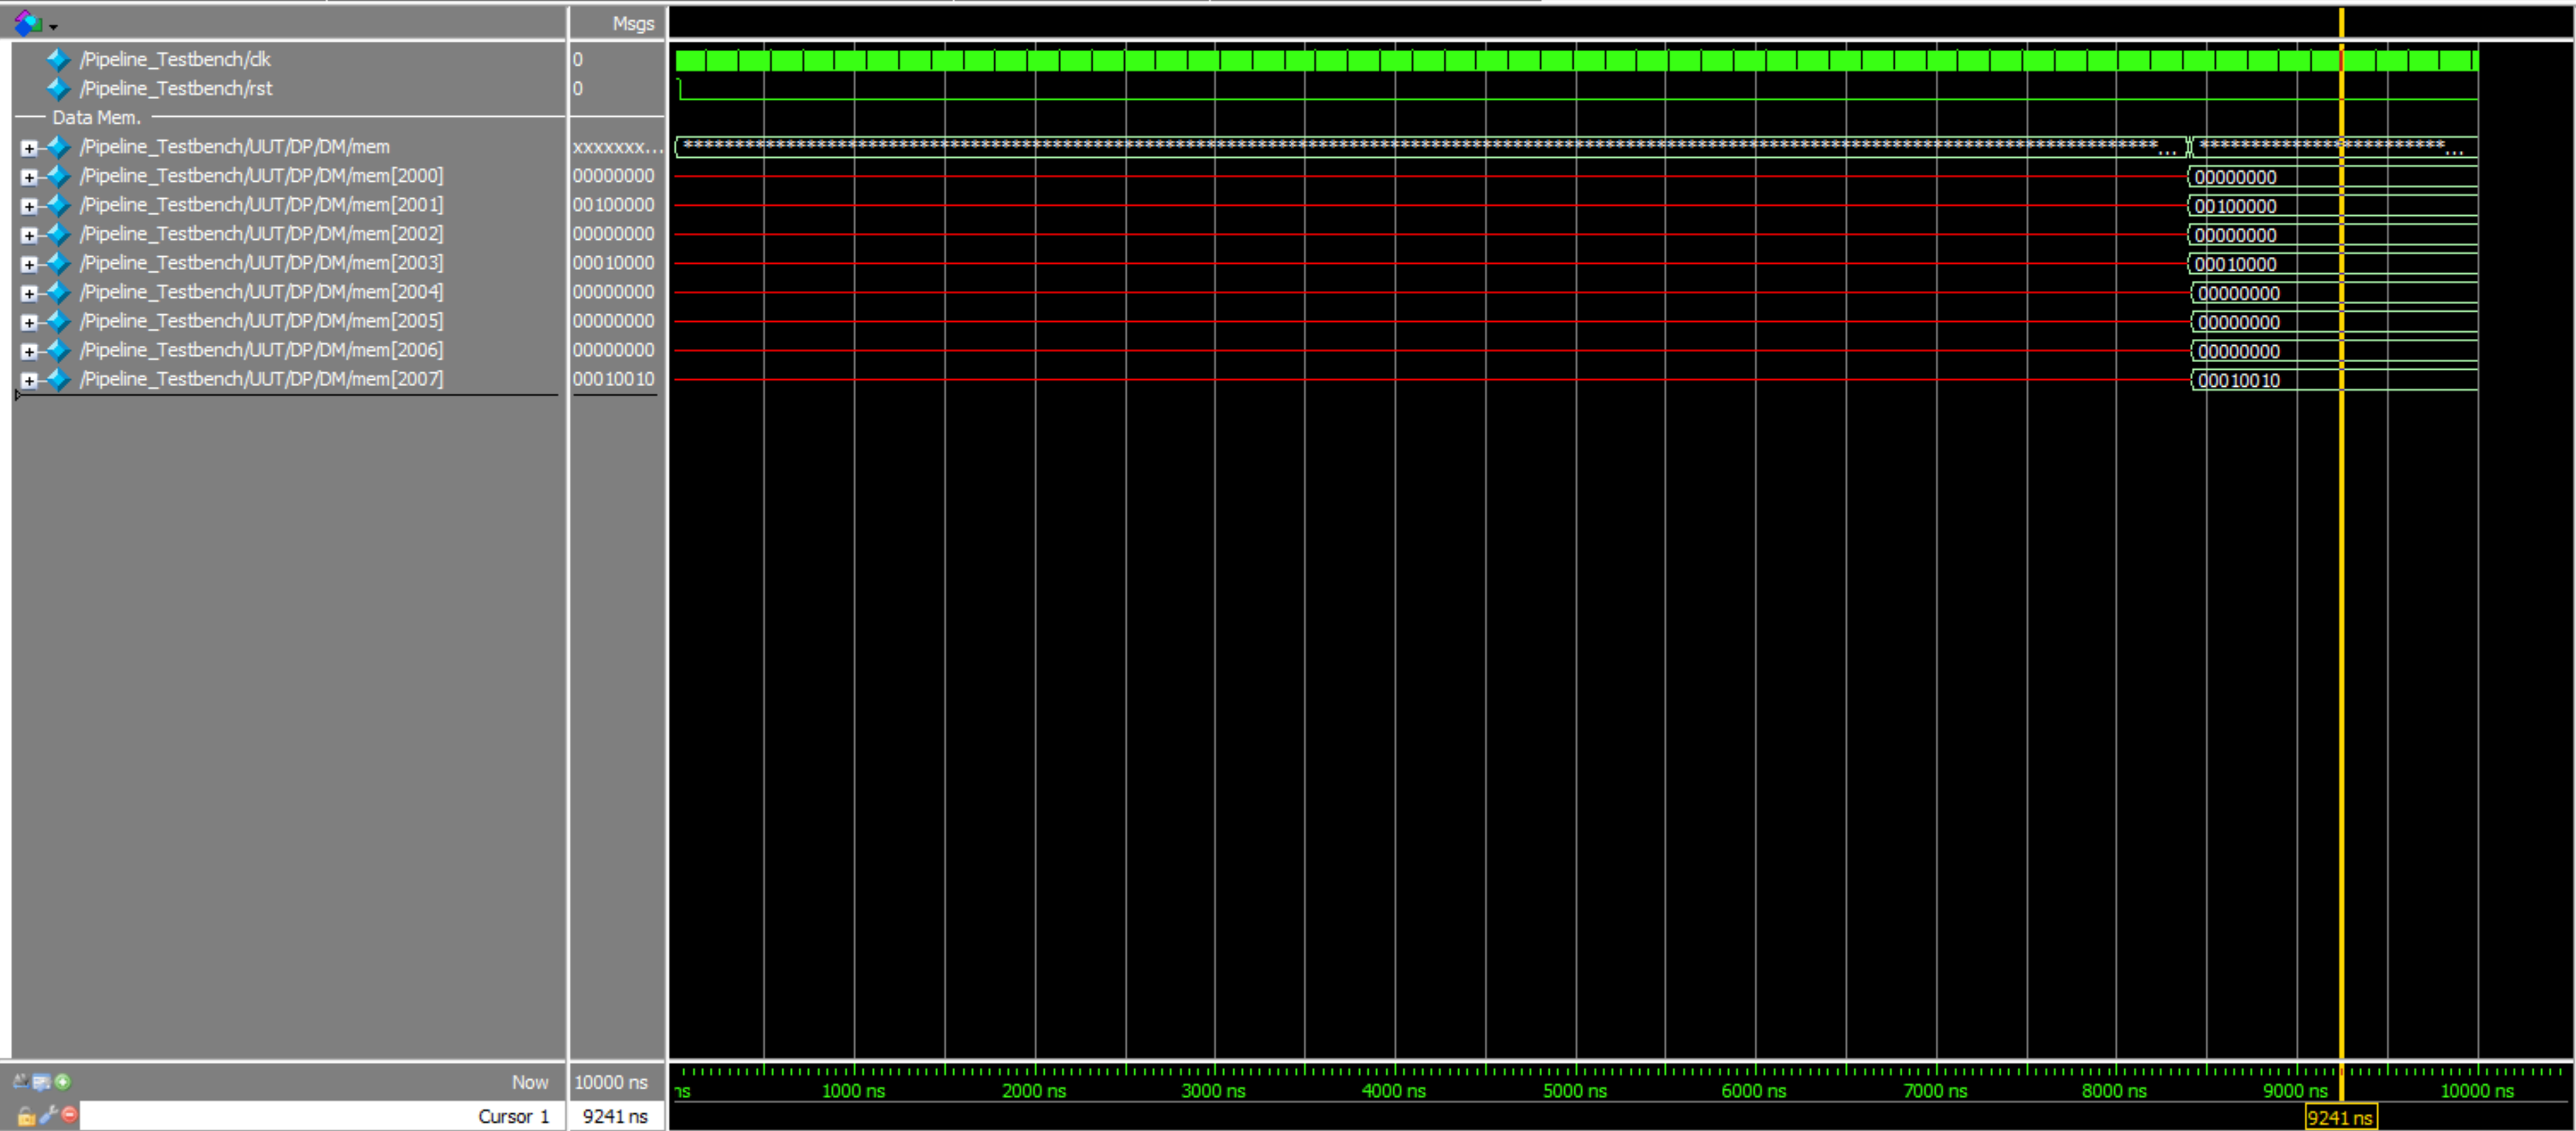 Msgs
/Pipeline_Testbench/clk 0
/Pipeline_Testbench/rst 0
Data Mem.
/Pipeline_Testbench/UUT/DP/DM/mem xxxxxxx...
/Pipeline_Testbench/UUT/DP/DM/mem[2000] 00000000 00000000
/Pipeline_Testbench/UUT/DP/DM/mem[2001] 00100000 00100000
/Pipeline_Testbench/UUT/DP/DM/mem[2002] 00000000 00000000
/Pipeline_Testbench/UUT/DP/DM/mem[2003] 00010000 00010000
/Pipeline_Testbench/UUT/DP/DM/mem[2004] 00000000 00000000
/Pipeline_Testbench/UUT/DP/DM/mem[2005] 00000000 00000000
/Pipeline_Testbench/UUT/DP/DM/mem[2006] 00000000 00000000
/Pipeline_Testbench/UUT/DP/DM/mem[2007] 00010010 00010010
Now 10000 ns ns 1000 ns 2000 ns 3000 ns 4000 ns 5000 ns 6000 ns 7000 ns 8000 ns 9000 ns 10000 ns
Cursor 1 9241 ns 9241 ns